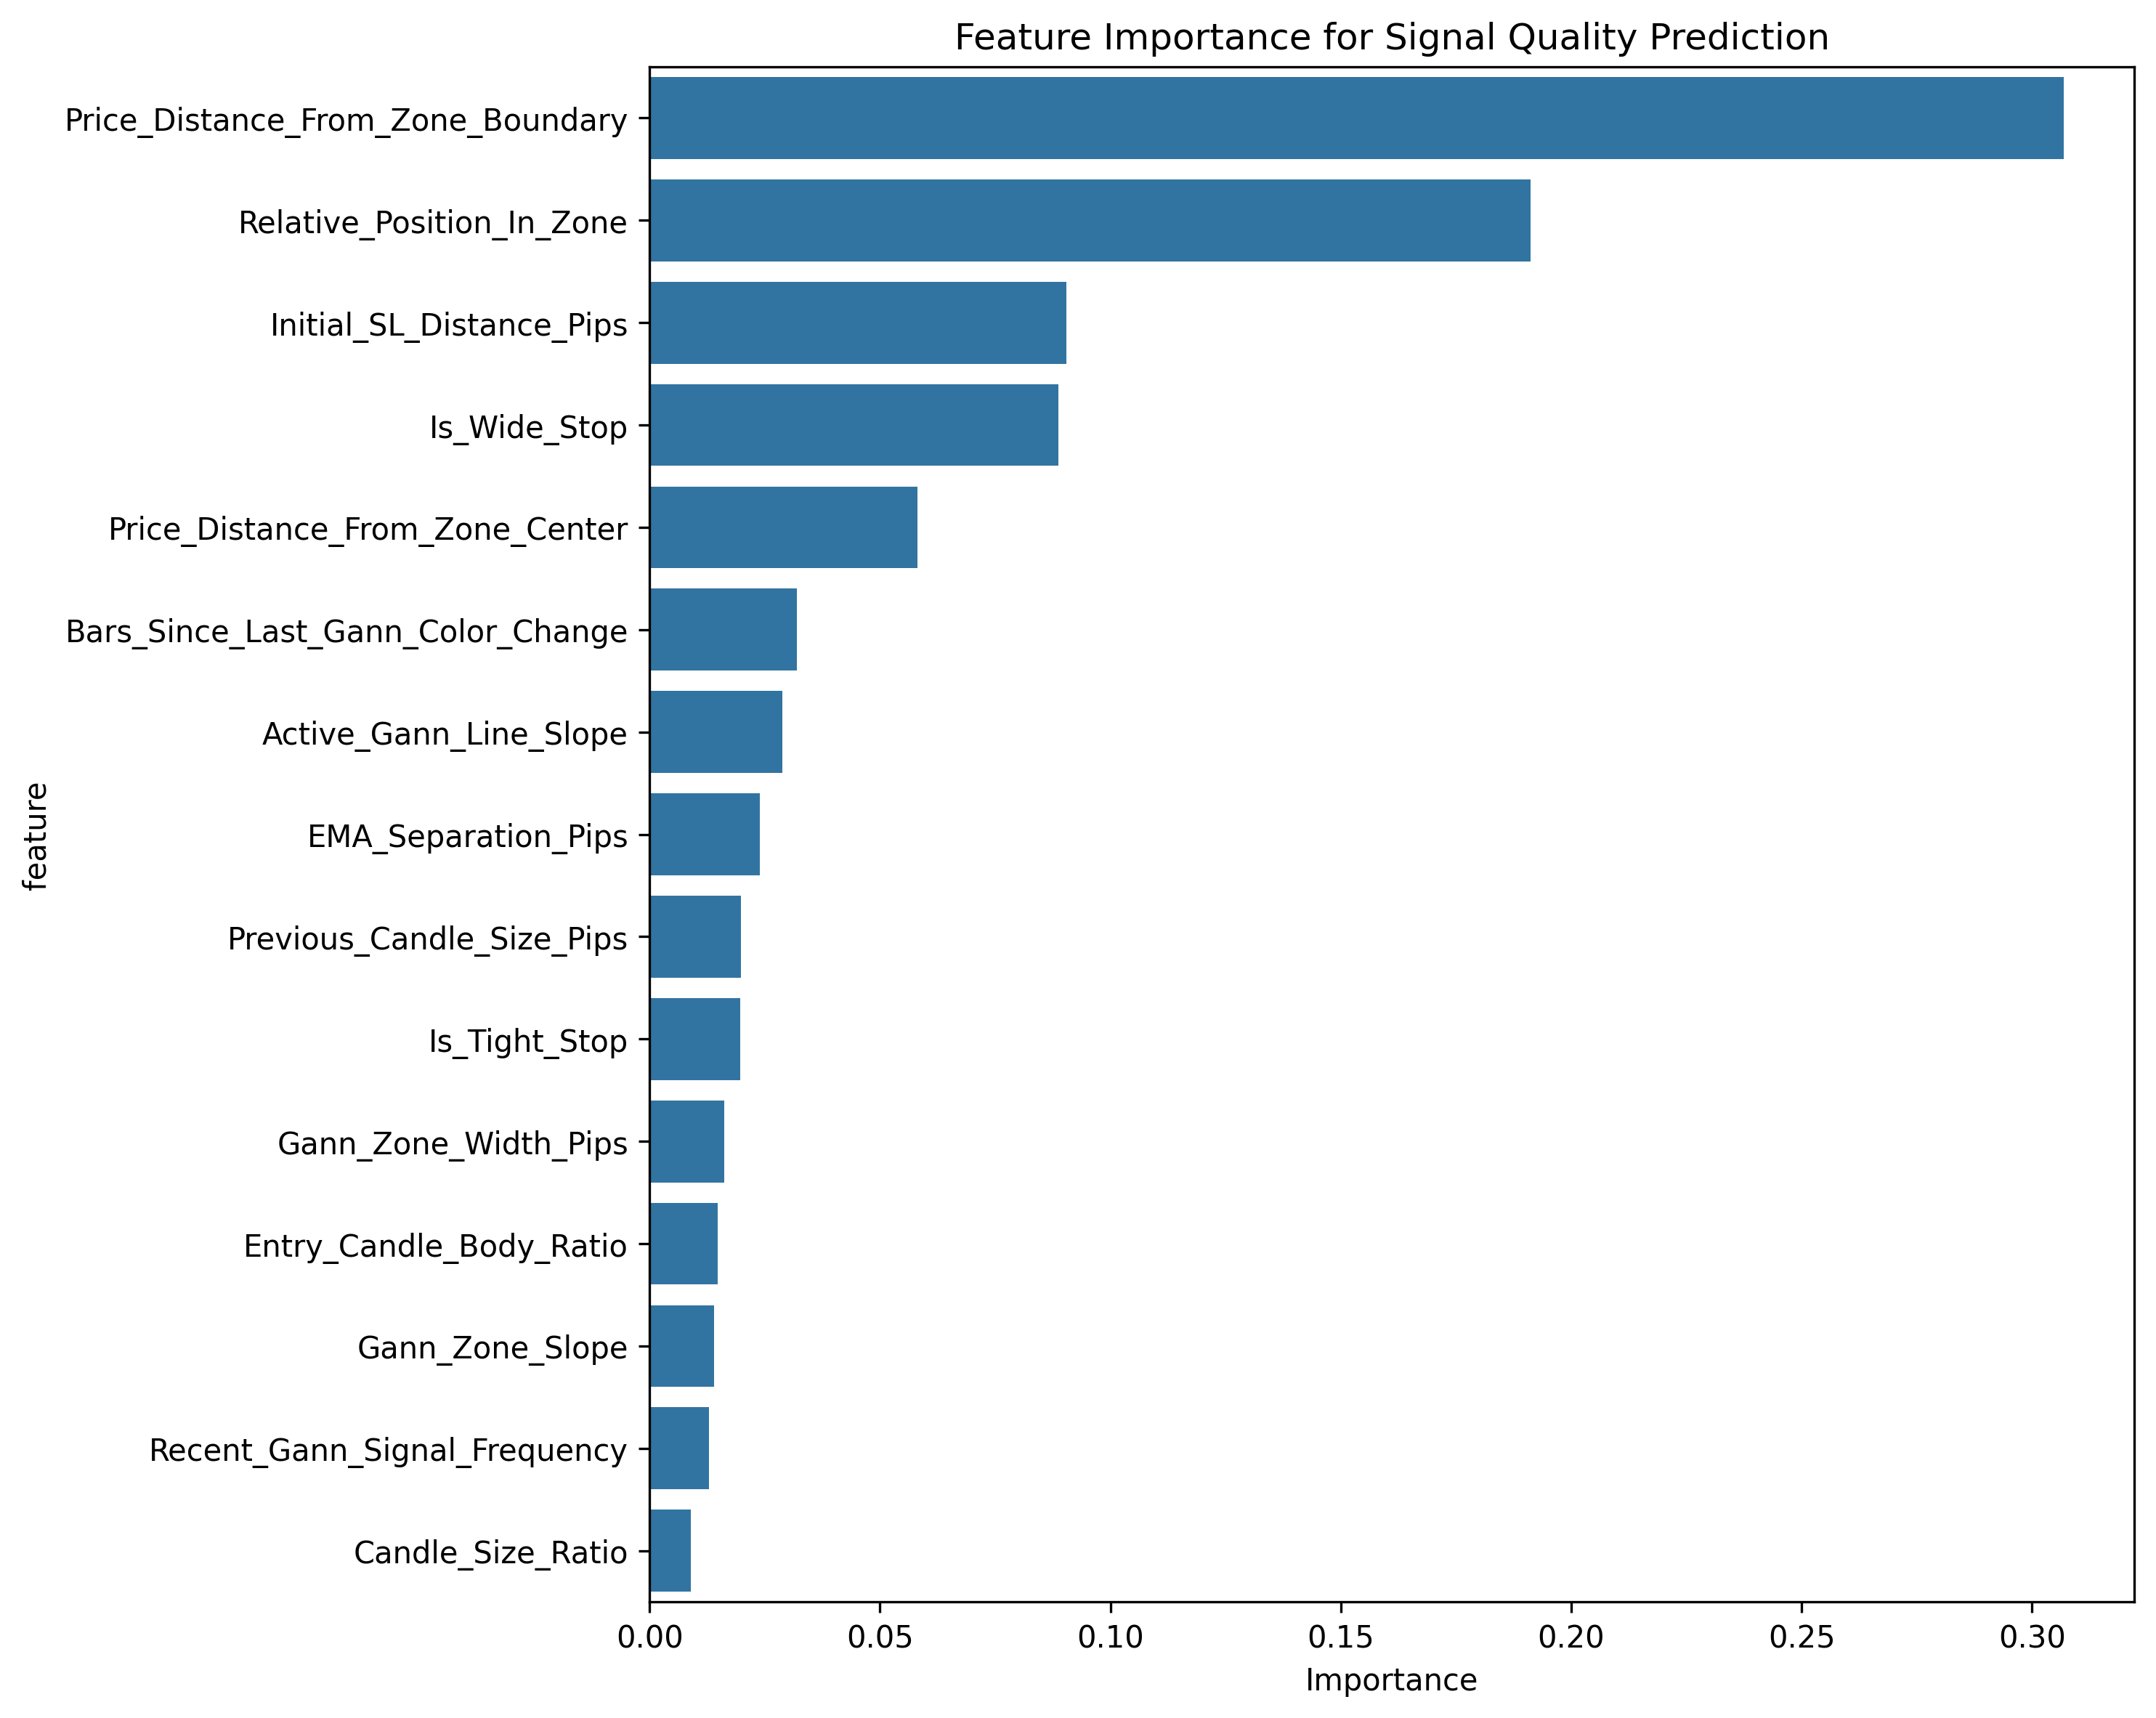 Feature Importance for Signal Quality Prediction
Price_Distance_From_Zone_Boundary
Relative_Position_In_Zone
Initial_SL_Distance_Pips
Is_Wide_Stop
Price_Distance_From_Zone_Center
Bars_Since_Last_Gann_Color_Change
Active_Gann_Line_Slope
EMA_Separation_Pips
Previous_Candle_Size_Pips
Is_Tight_Stop
Gann_Zone_Width_Pips
Entry_Candle_Body_Ratio
Gann_Zone_Slope
Recent_Gann_Signal_Frequency
Candle_Size_Ratio
feature
0.00 0.05 0.10 0.15 0.20 0.25 0.30
Importance